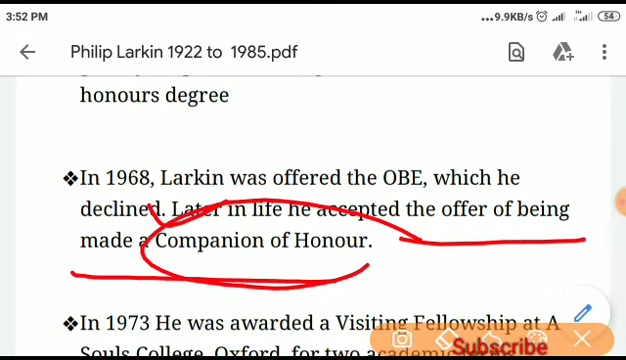 3:52 PM
...9.9KB/s
54
Philip Larkin 1922 to 1985.pdf
honours degree
❖In 1968, Larkin was offered the OBE, which he
declined. Later in life he accepted the offer of being
made a Companion of Honour.
❖In 1973 He was awarded a Visiting Fellowship at A
Souls College, Oxford, for two academic
Subscribe